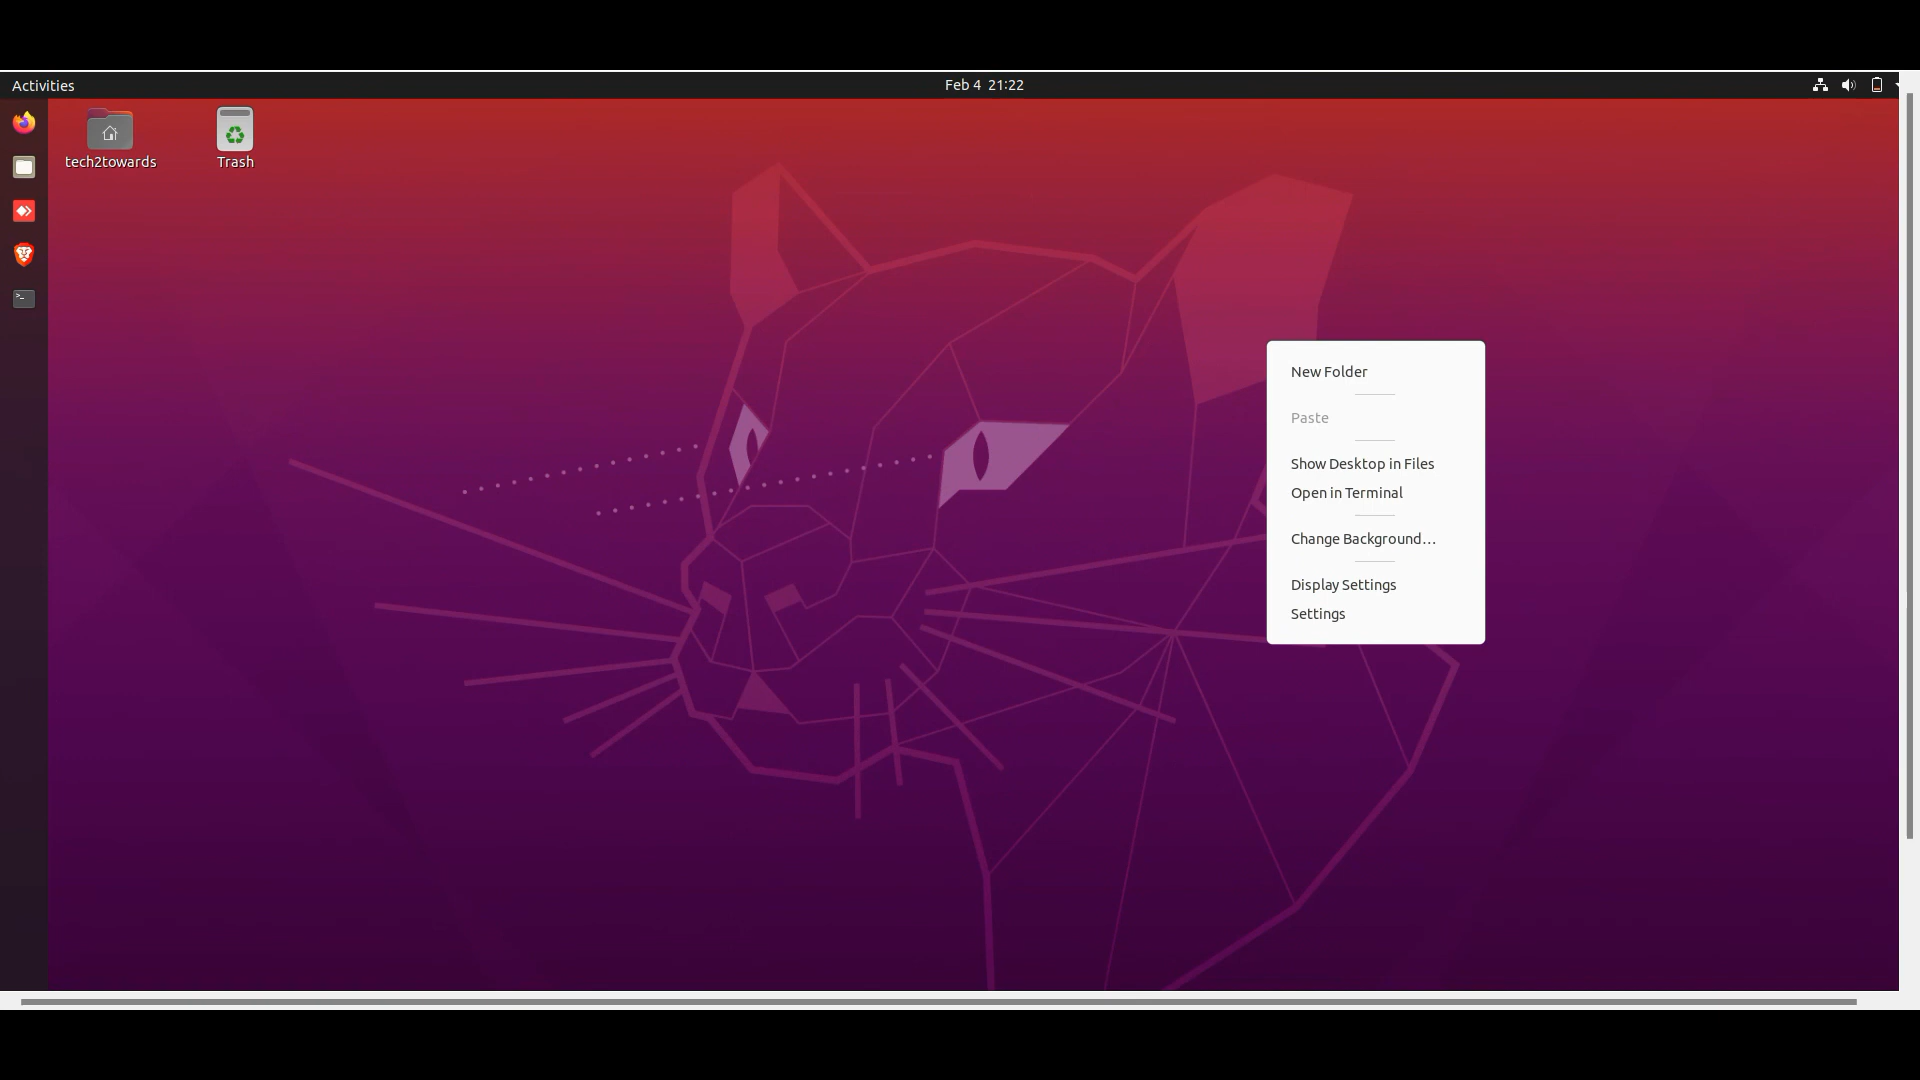 Activities
Feb 4 21:22
tech2towards
Trash
New Folder
Paste
Show Desktop in Files
Open in Terminal
Change Background…
Display Settings
Settings